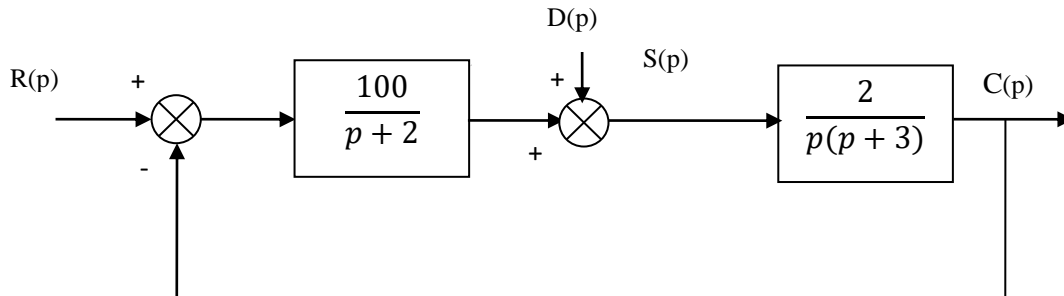 D(p)
R(p)
+
100
p + 2
+
S(p)
2
p(p + 3)
C(p)
-
+